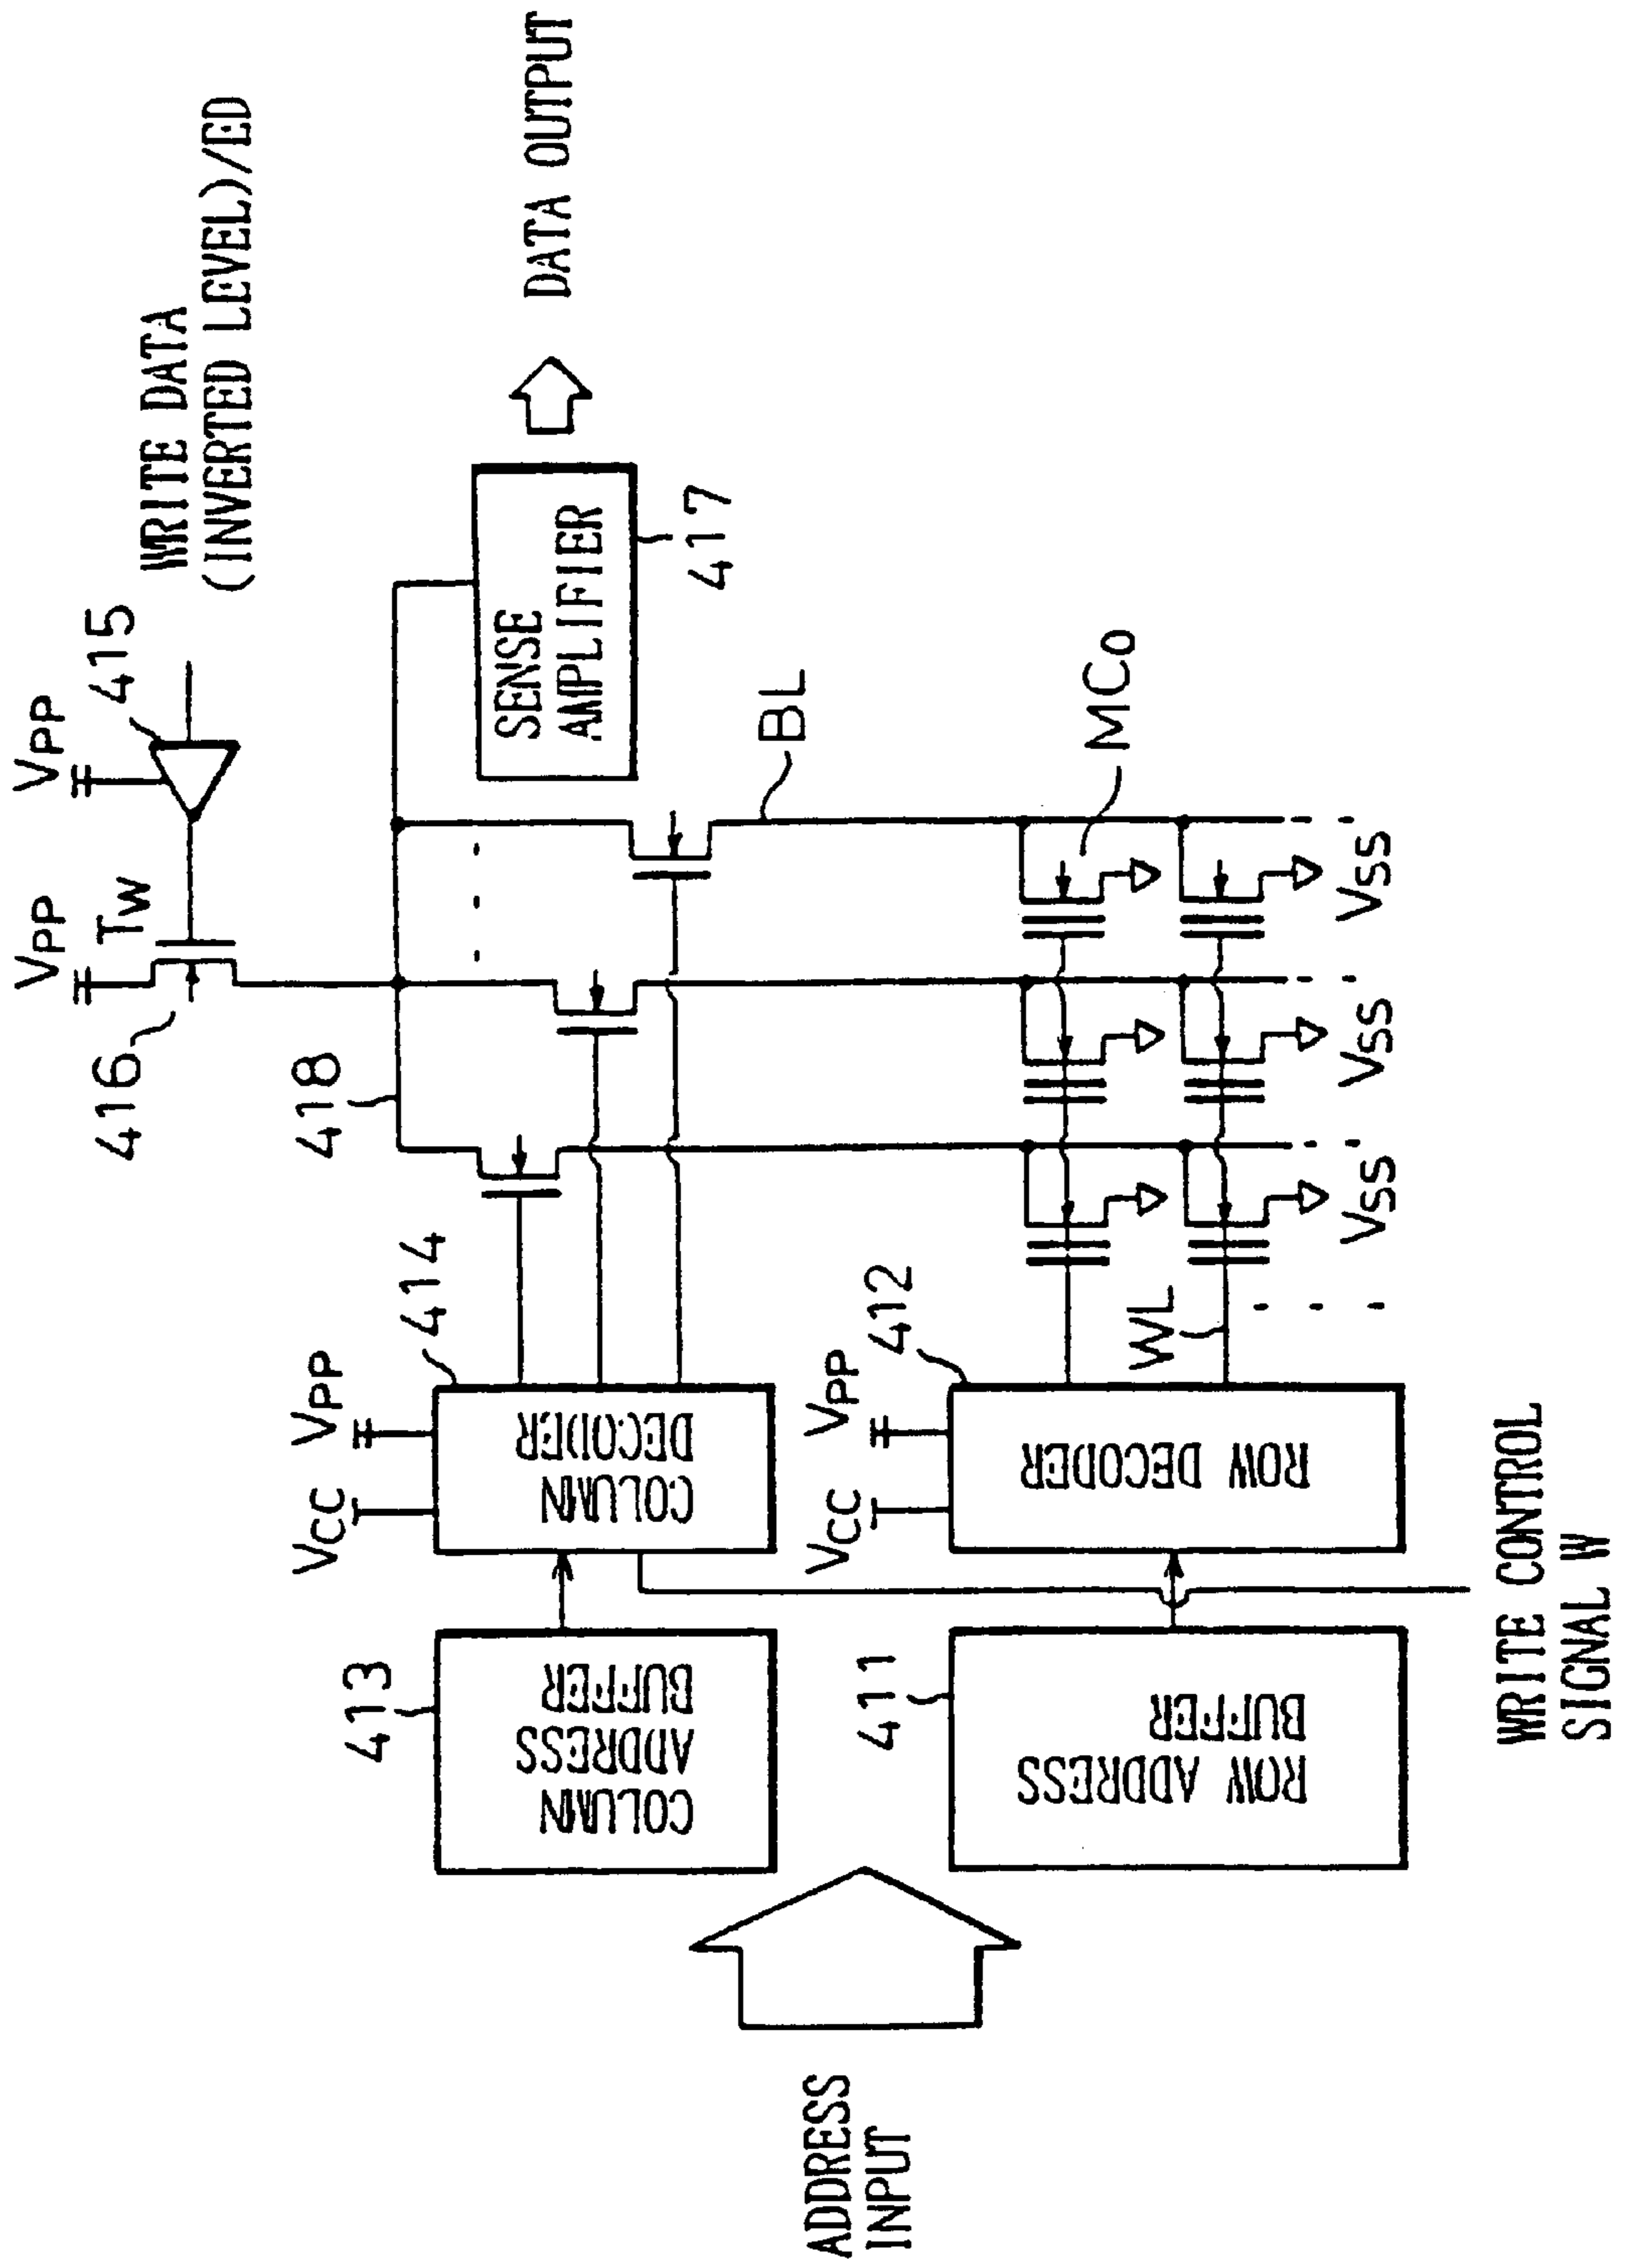 WRITE DATA
(INVERTED LEVEL)/ED
VPP
VPP
415
TW
416
DATA OUTPUT
418
SENSE
AMPLIFIER
417
BL
VCC
VPP
414
413
COLUMN
ADDRESS
BUFFER
COLUMN
DECODER
MCo
ADDRESS
INPUT
VCC
VPP
412
411
ROW ADDRESS
BUFFER
ROW DECODER
WL
VSS
VSS
VSS
WRITE CONTROL
SIGNAL W